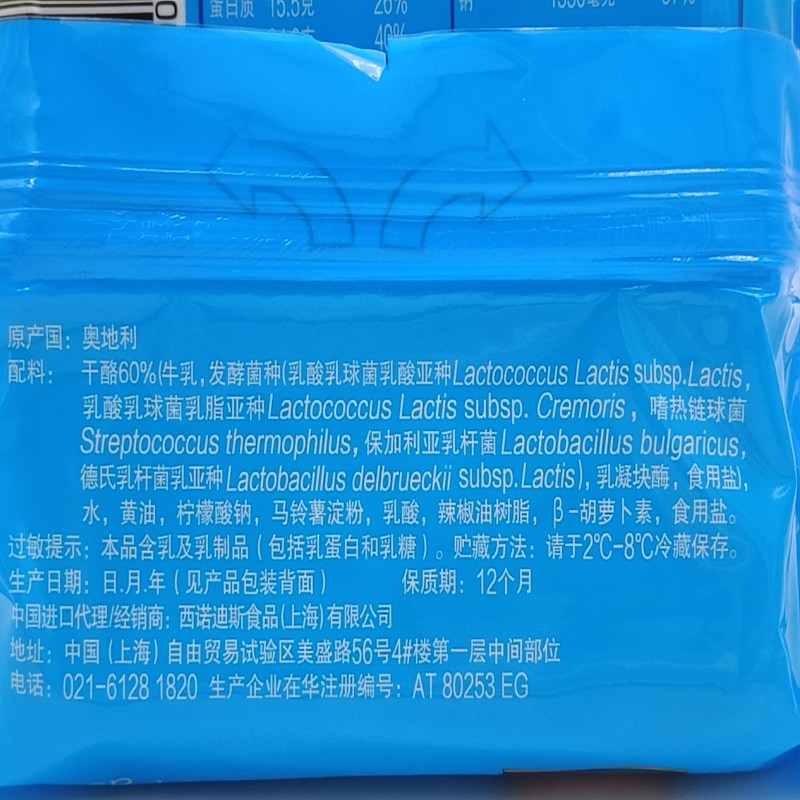 蛋白质 15.5克 26%
40%
原产国：奥地利
配料： 干酪60%(牛乳,发酵菌种(乳酸乳球菌乳酸亚种Lactococcus Lactis subsp.Lactis，
乳酸乳球菌乳脂亚种Lactococcus Lactis subsp. Cremoris，嗜热链球菌
Streptococcus thermophilus，保加利亚乳杆菌Lactobacillus bulgaricus，
德氏乳杆菌乳亚种Lactobacillus delbrueckii subsp.Lactis)，乳凝块酶，食用盐)，
水，黄油，柠檬酸钠，马铃薯淀粉，乳酸，辣椒油树脂，β-胡萝卜素，食用盐。
过敏提示：本品含乳及乳制品（包括乳蛋白和乳糖）。贮藏方法：请于2℃-8℃冷藏保存。
生产日期：日.月.年（见产品包装背面） 保质期：12个月
中国进口代理/经销商：西诺迪斯食品(上海)有限公司
地址：中国（上海）自由贸易试验区美盛路56号4#楼第一层中间部位
电话：021-6128 1820 生产企业在华注册编号：AT 80253 EG